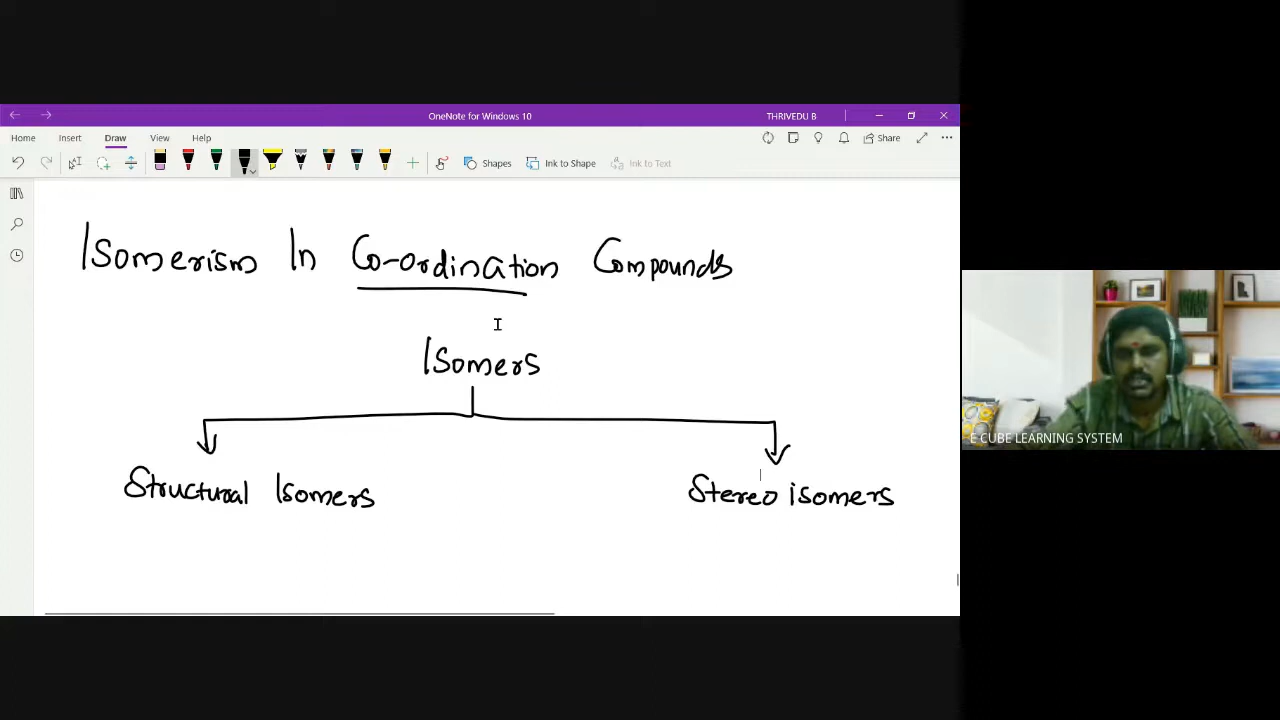 OneNote for Windows 10
THRIVEDU B
Home Insert Draw View Help
Share
Shapes Ink to Shape Ink to Text
Isomerism In Co-ordination Compounds
Isomers
Structural Isomers
Stereo isomers
E CUBE LEARNING SYSTEM